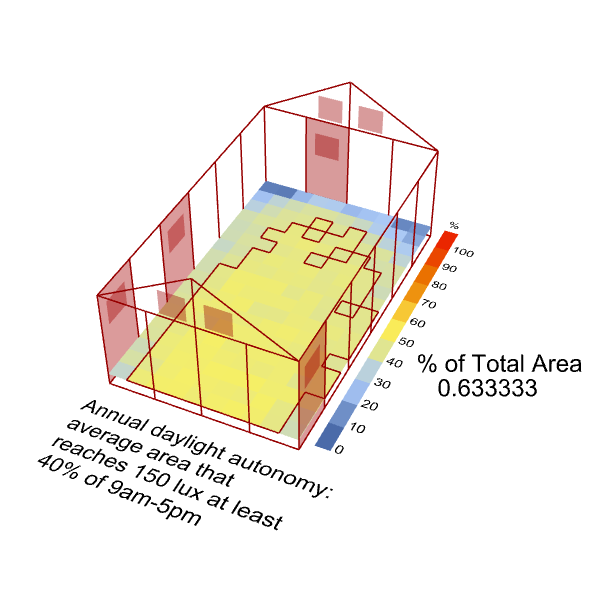 %
100
90
80
70
60
50
40
30
20
10
0
% of Total Area
0.633333
Annual daylight autonomy:
average area that
reaches 150 lux at least
40% of 9am-5pm